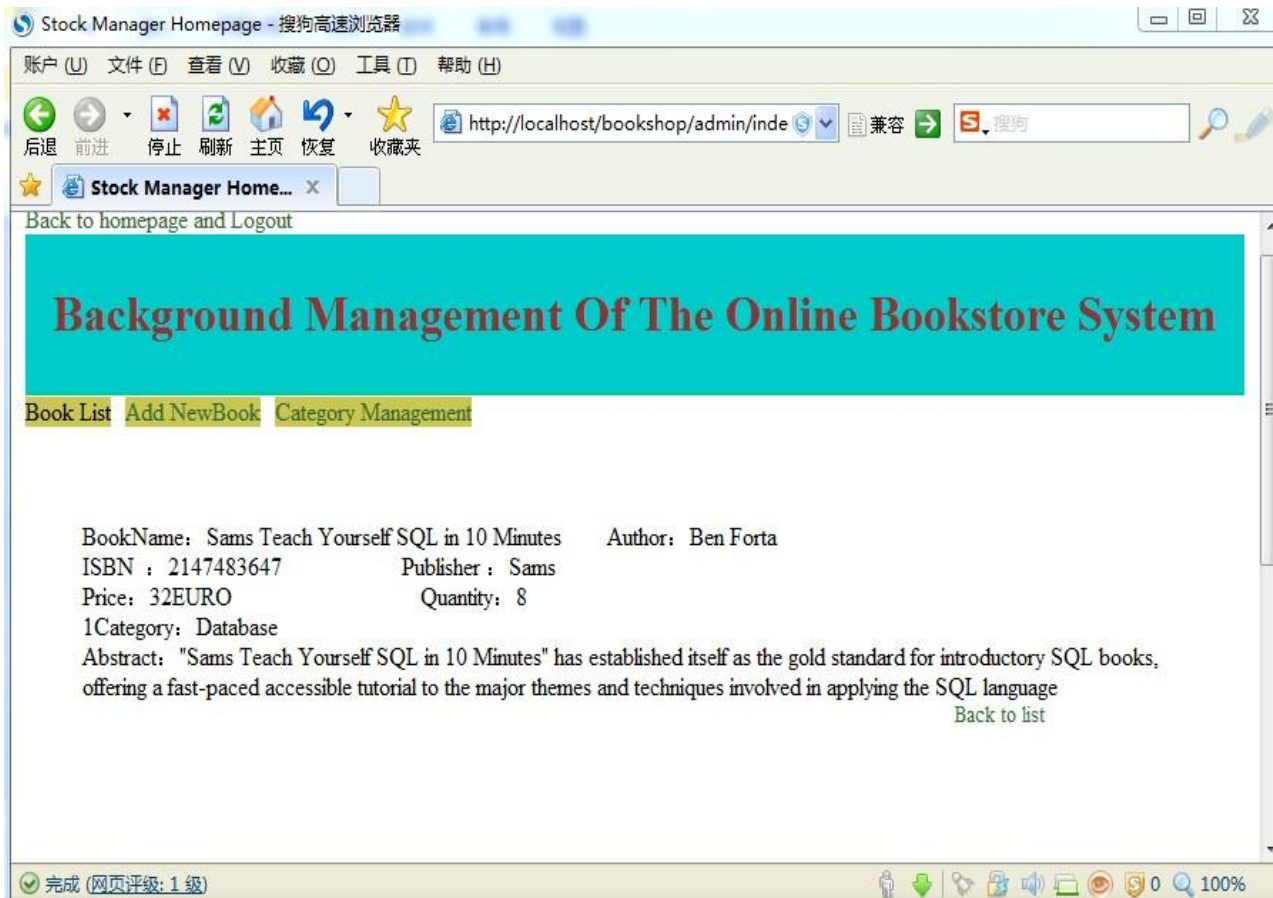 Stock Manager Homepage - 搜狗高速浏览器
账户 (U) 文件 (F) 查看 (V) 收藏 (O) 工具 (T) 帮助 (H)
后退 前进 停止 刷新 主页 恢复 收藏夹 http://localhost/bookshop/admin/inde 兼容 搜狗
Stock Manager Home... x
Back to homepage and Logout
Background Management Of The Online Bookstore System
Book List Add NewBook Category Management
BookName：Sams Teach Yourself SQL in 10 Minutes Author：Ben Forta
ISBN ：2147483647 Publisher：Sams
Price：32EURO Quantity：8
1Category：Database
Abstract："Sams Teach Yourself SQL in 10 Minutes" has established itself as the gold standard for introductory SQL books,
offering a fast-paced accessible tutorial to the major themes and techniques involved in applying the SQL language
Back to list
完成 (网页评级: 1 级) 0 100%